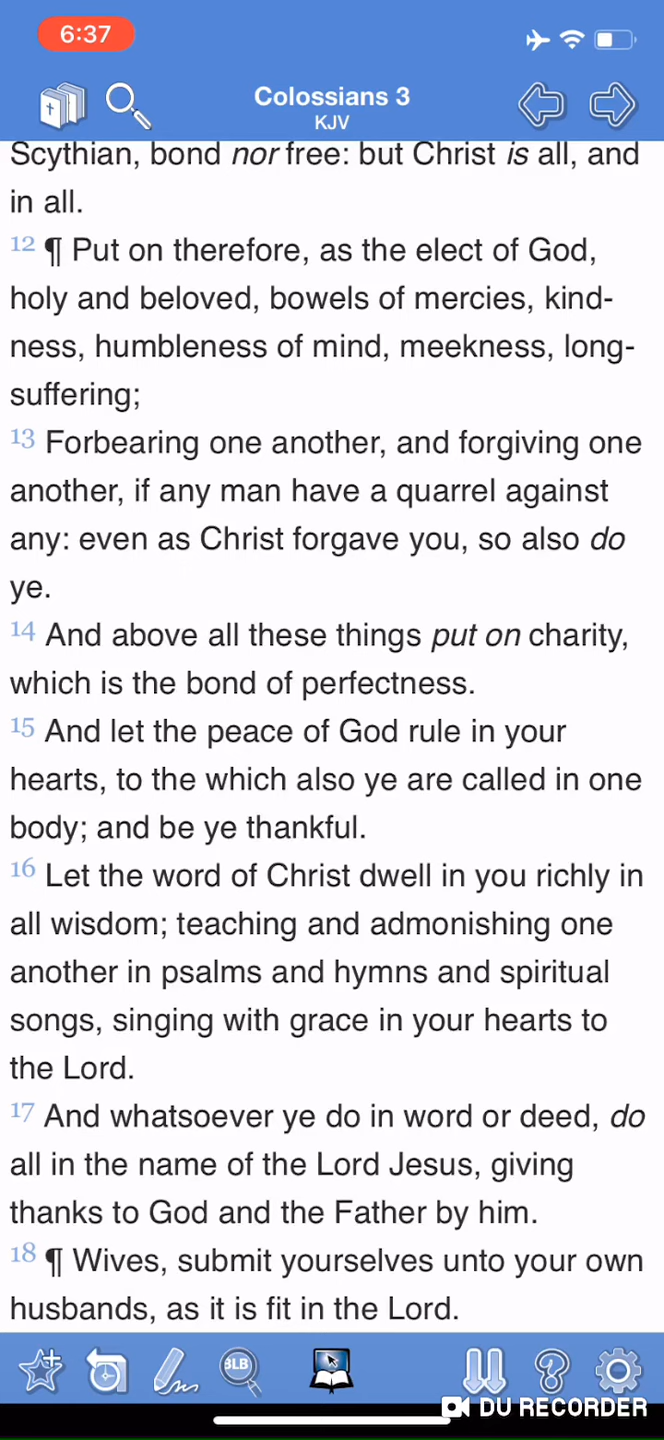 6:37
Colossians 3
KJV
Scythian, bond nor free: but Christ is all, and
in all.
12 ¶ Put on therefore, as the elect of God,
holy and beloved, bowels of mercies, kind-
ness, humbleness of mind, meekness, long-
suffering;
13 Forbearing one another, and forgiving one
another, if any man have a quarrel against
any: even as Christ forgave you, so also do
ye.
14 And above all these things put on charity,
which is the bond of perfectness.
15 And let the peace of God rule in your
hearts, to the which also ye are called in one
body; and be ye thankful.
16 Let the word of Christ dwell in you richly in
all wisdom; teaching and admonishing one
another in psalms and hymns and spiritual
songs, singing with grace in your hearts to
the Lord.
17 And whatsoever ye do in word or deed, do
all in the name of the Lord Jesus, giving
thanks to God and the Father by him.
18 ¶ Wives, submit yourselves unto your own
husbands, as it is fit in the Lord.
BLB
DU RECORDER